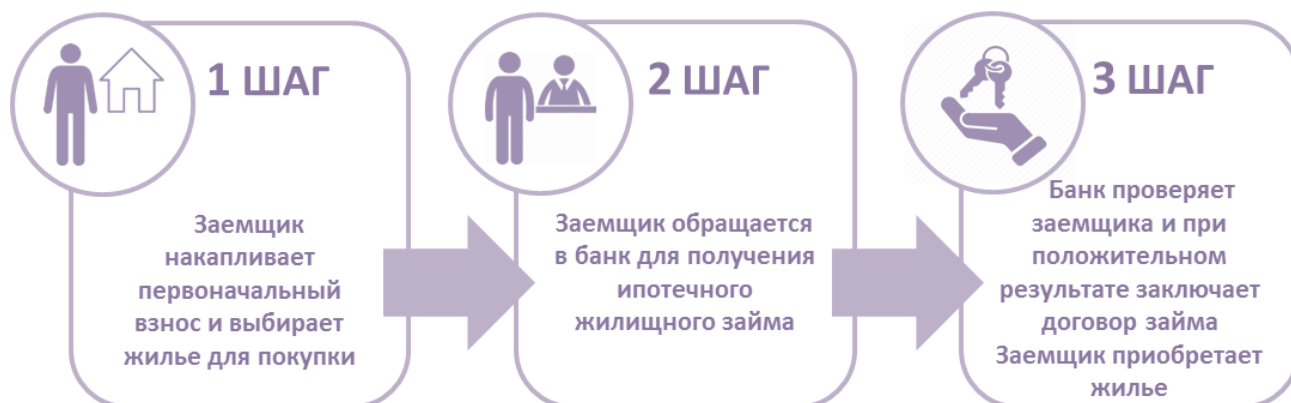 1 ШАГ
Заемщик
накапливает
первоначальный
взнос и выбирает
жилье для покупки
2 ШАГ
Заемщик обращается
в банк для получения
ипотечного
жилищного займа
3 ШАГ
Банк проверяет
заемщика и при
положительном
результате заключает
договор займа
Заемщик приобретает
жилье